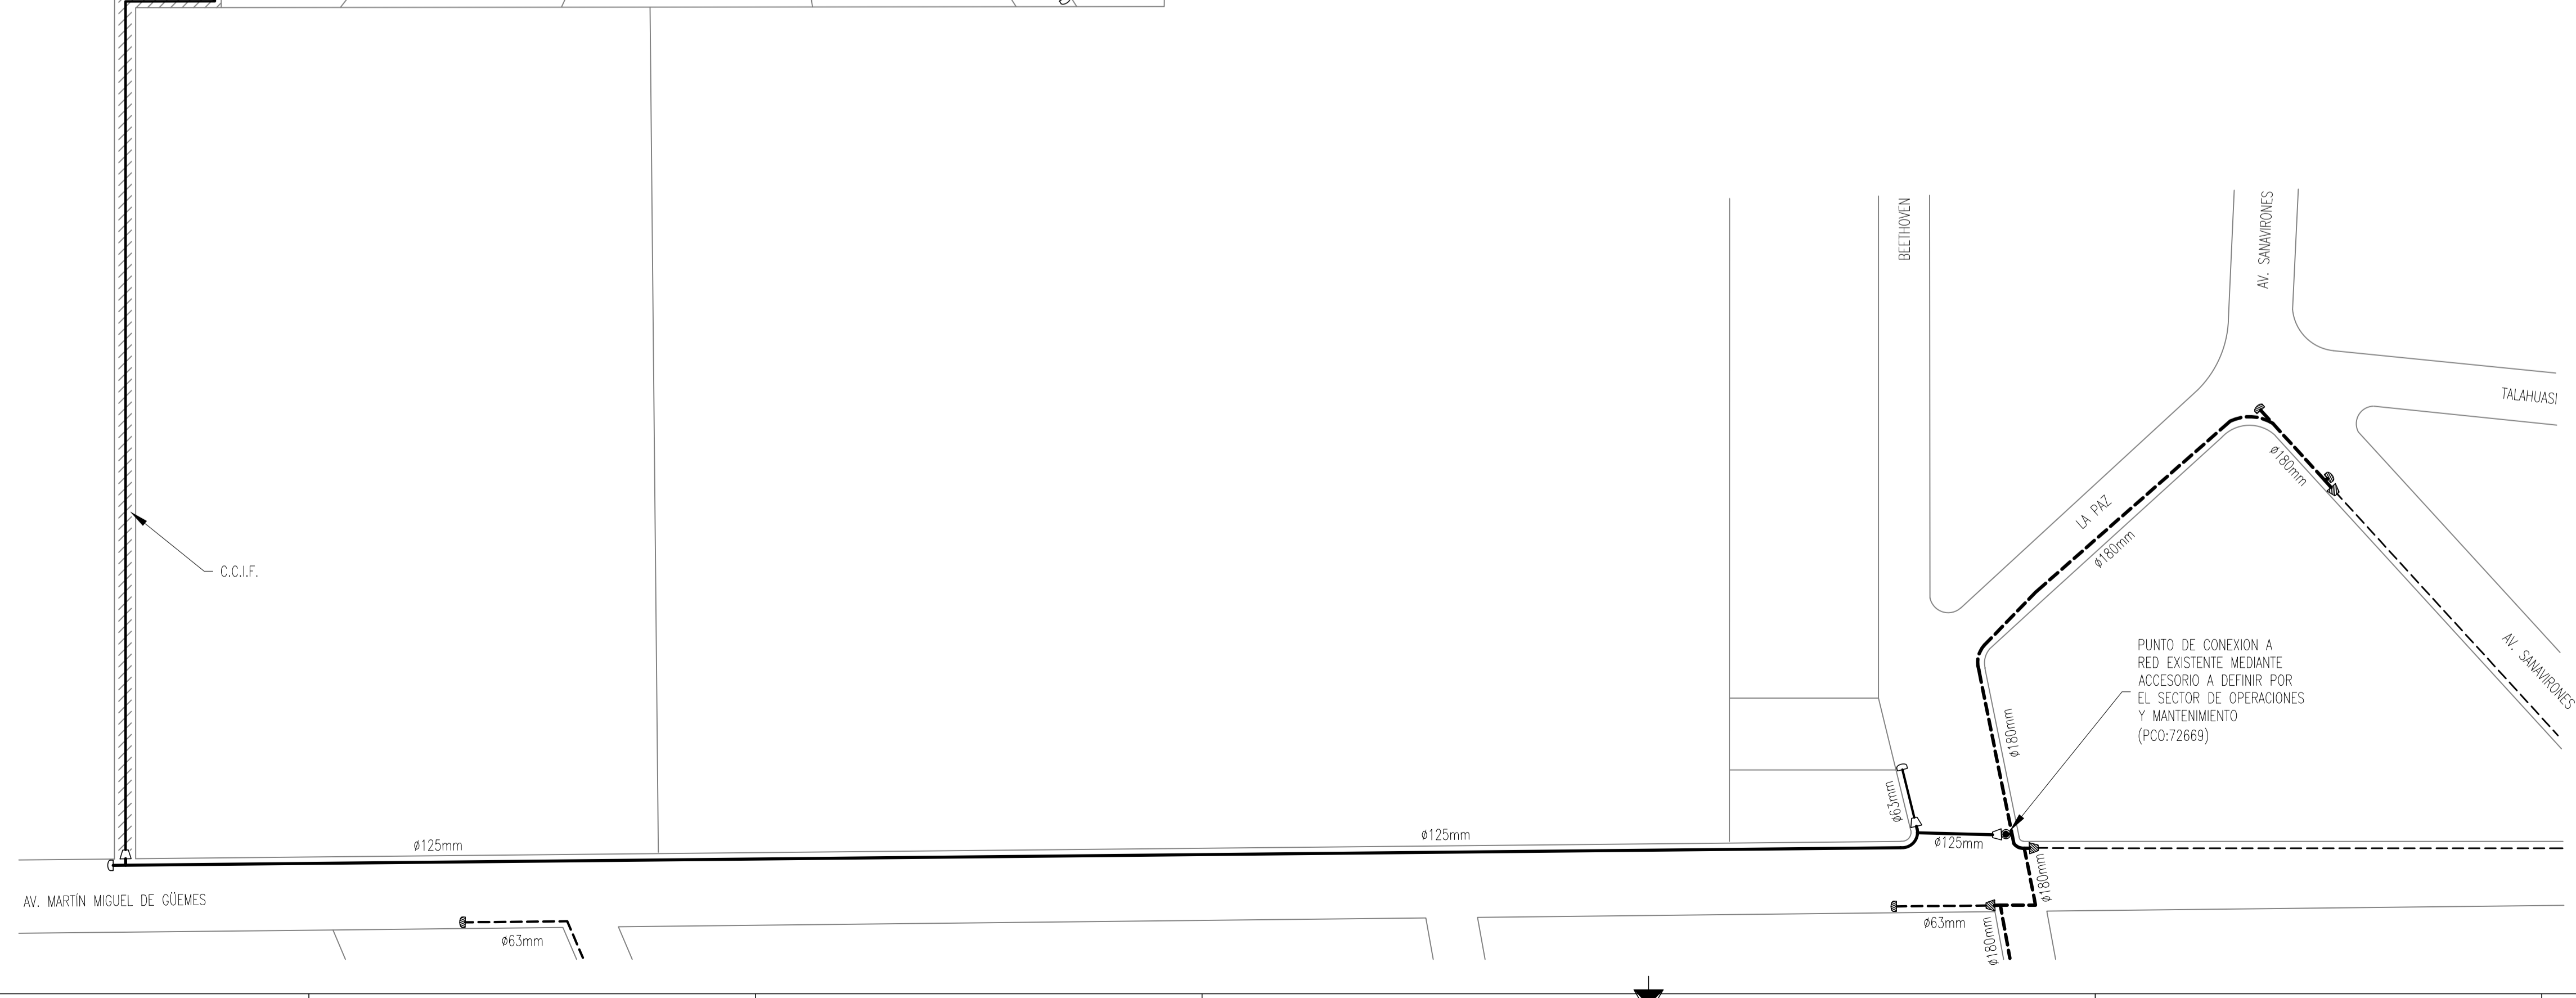 BEETHOVEN
AV. SANAVIRONES
TALAHUASI
Ø180mm
LA PAZ
Ø180mm
C.C.I.F.
PUNTO DE CONEXION A
RED EXISTENTE MEDIANTE
ACCESORIO A DEFINIR POR
EL SECTOR DE OPERACIONES
Y MANTENIMIENTO
(PCO:72669)
AV. SANAVIRONES
Ø180mm
Ø63mm
Ø125mm
Ø125mm
Ø125mm
Ø180mm
AV. MARTÍN MIGUEL DE GÜEMES
Ø63mm
Ø63mm
Ø180mm